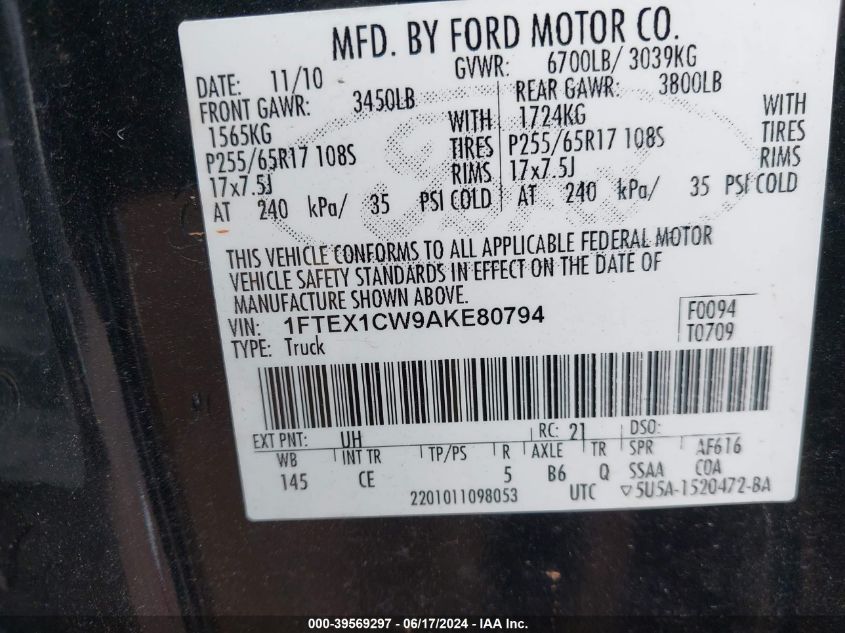 MFD. BY FORD MOTOR CO.
DATE: 11/10 GVWR: 6700LB/ 3039KG
FRONT GAWR: 3450LB REAR GAWR: 3800LB
1565KG WITH 1724KG WITH
P255/65R17 108S TIRES P255/65R17 108S TIRES
17x7.5J RIMS 17x7.5J RIMS
AT 240 kPa/ 35 PSI COLD AT 240 kPa/ 35 PSI COLD
THIS VEHICLE CONFORMS TO ALL APPLICABLE FEDERAL MOTOR
VEHICLE SAFETY STANDARDS IN EFFECT ON THE DATE OF
MANUFACTURE SHOWN ABOVE.
VIN: 1FTEX1CW9AKE80794 F0094
TYPE: Truck T0709
EXT PNT: UH RC: 21 DSO:
WB INT TR TP/PS R AXLE TR SPR AF616
145 CE 5 B6 Q SSAA COA
2201011098053 UTC ▽5U5A-1520472-BA
000-39569297 - 06/17/2024 - IAA Inc.